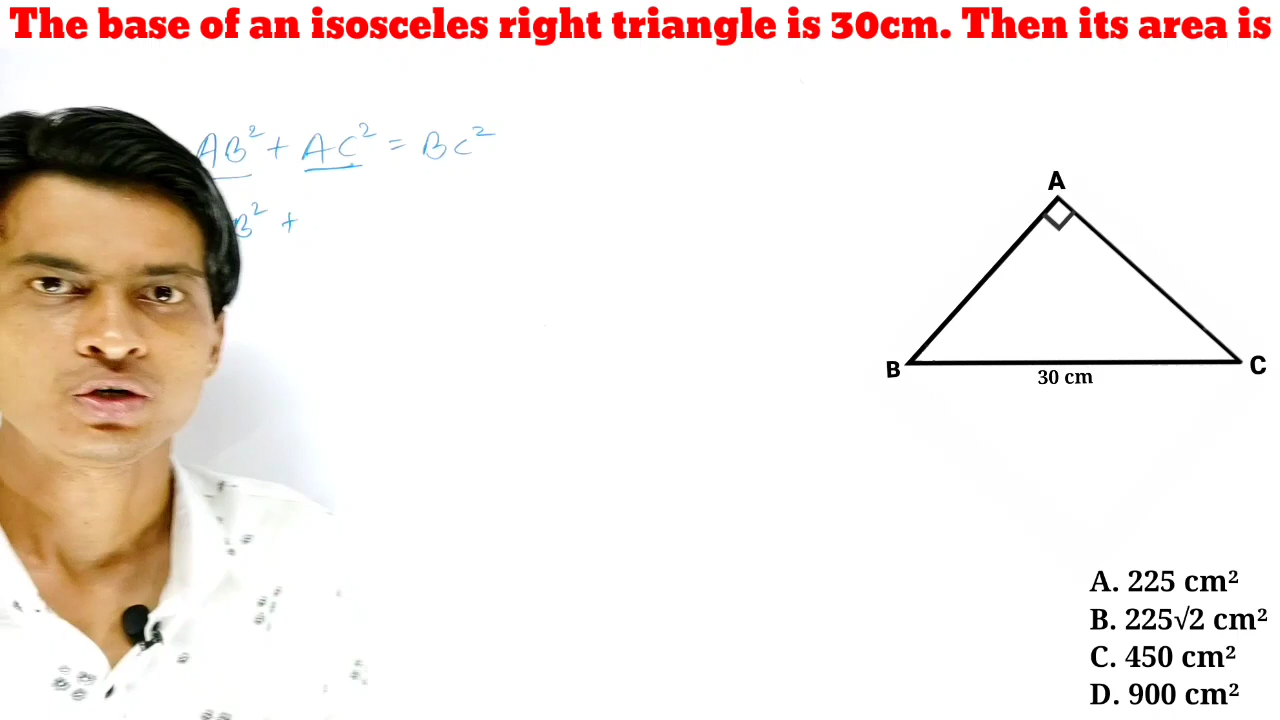 The base of an isosceles right triangle is 30cm. Then its area is
AB² + AC² = BC²
B² +
A
B
C
30 cm
A. 225 cm²
B. 225√2 cm²
C. 450 cm²
D. 900 cm²